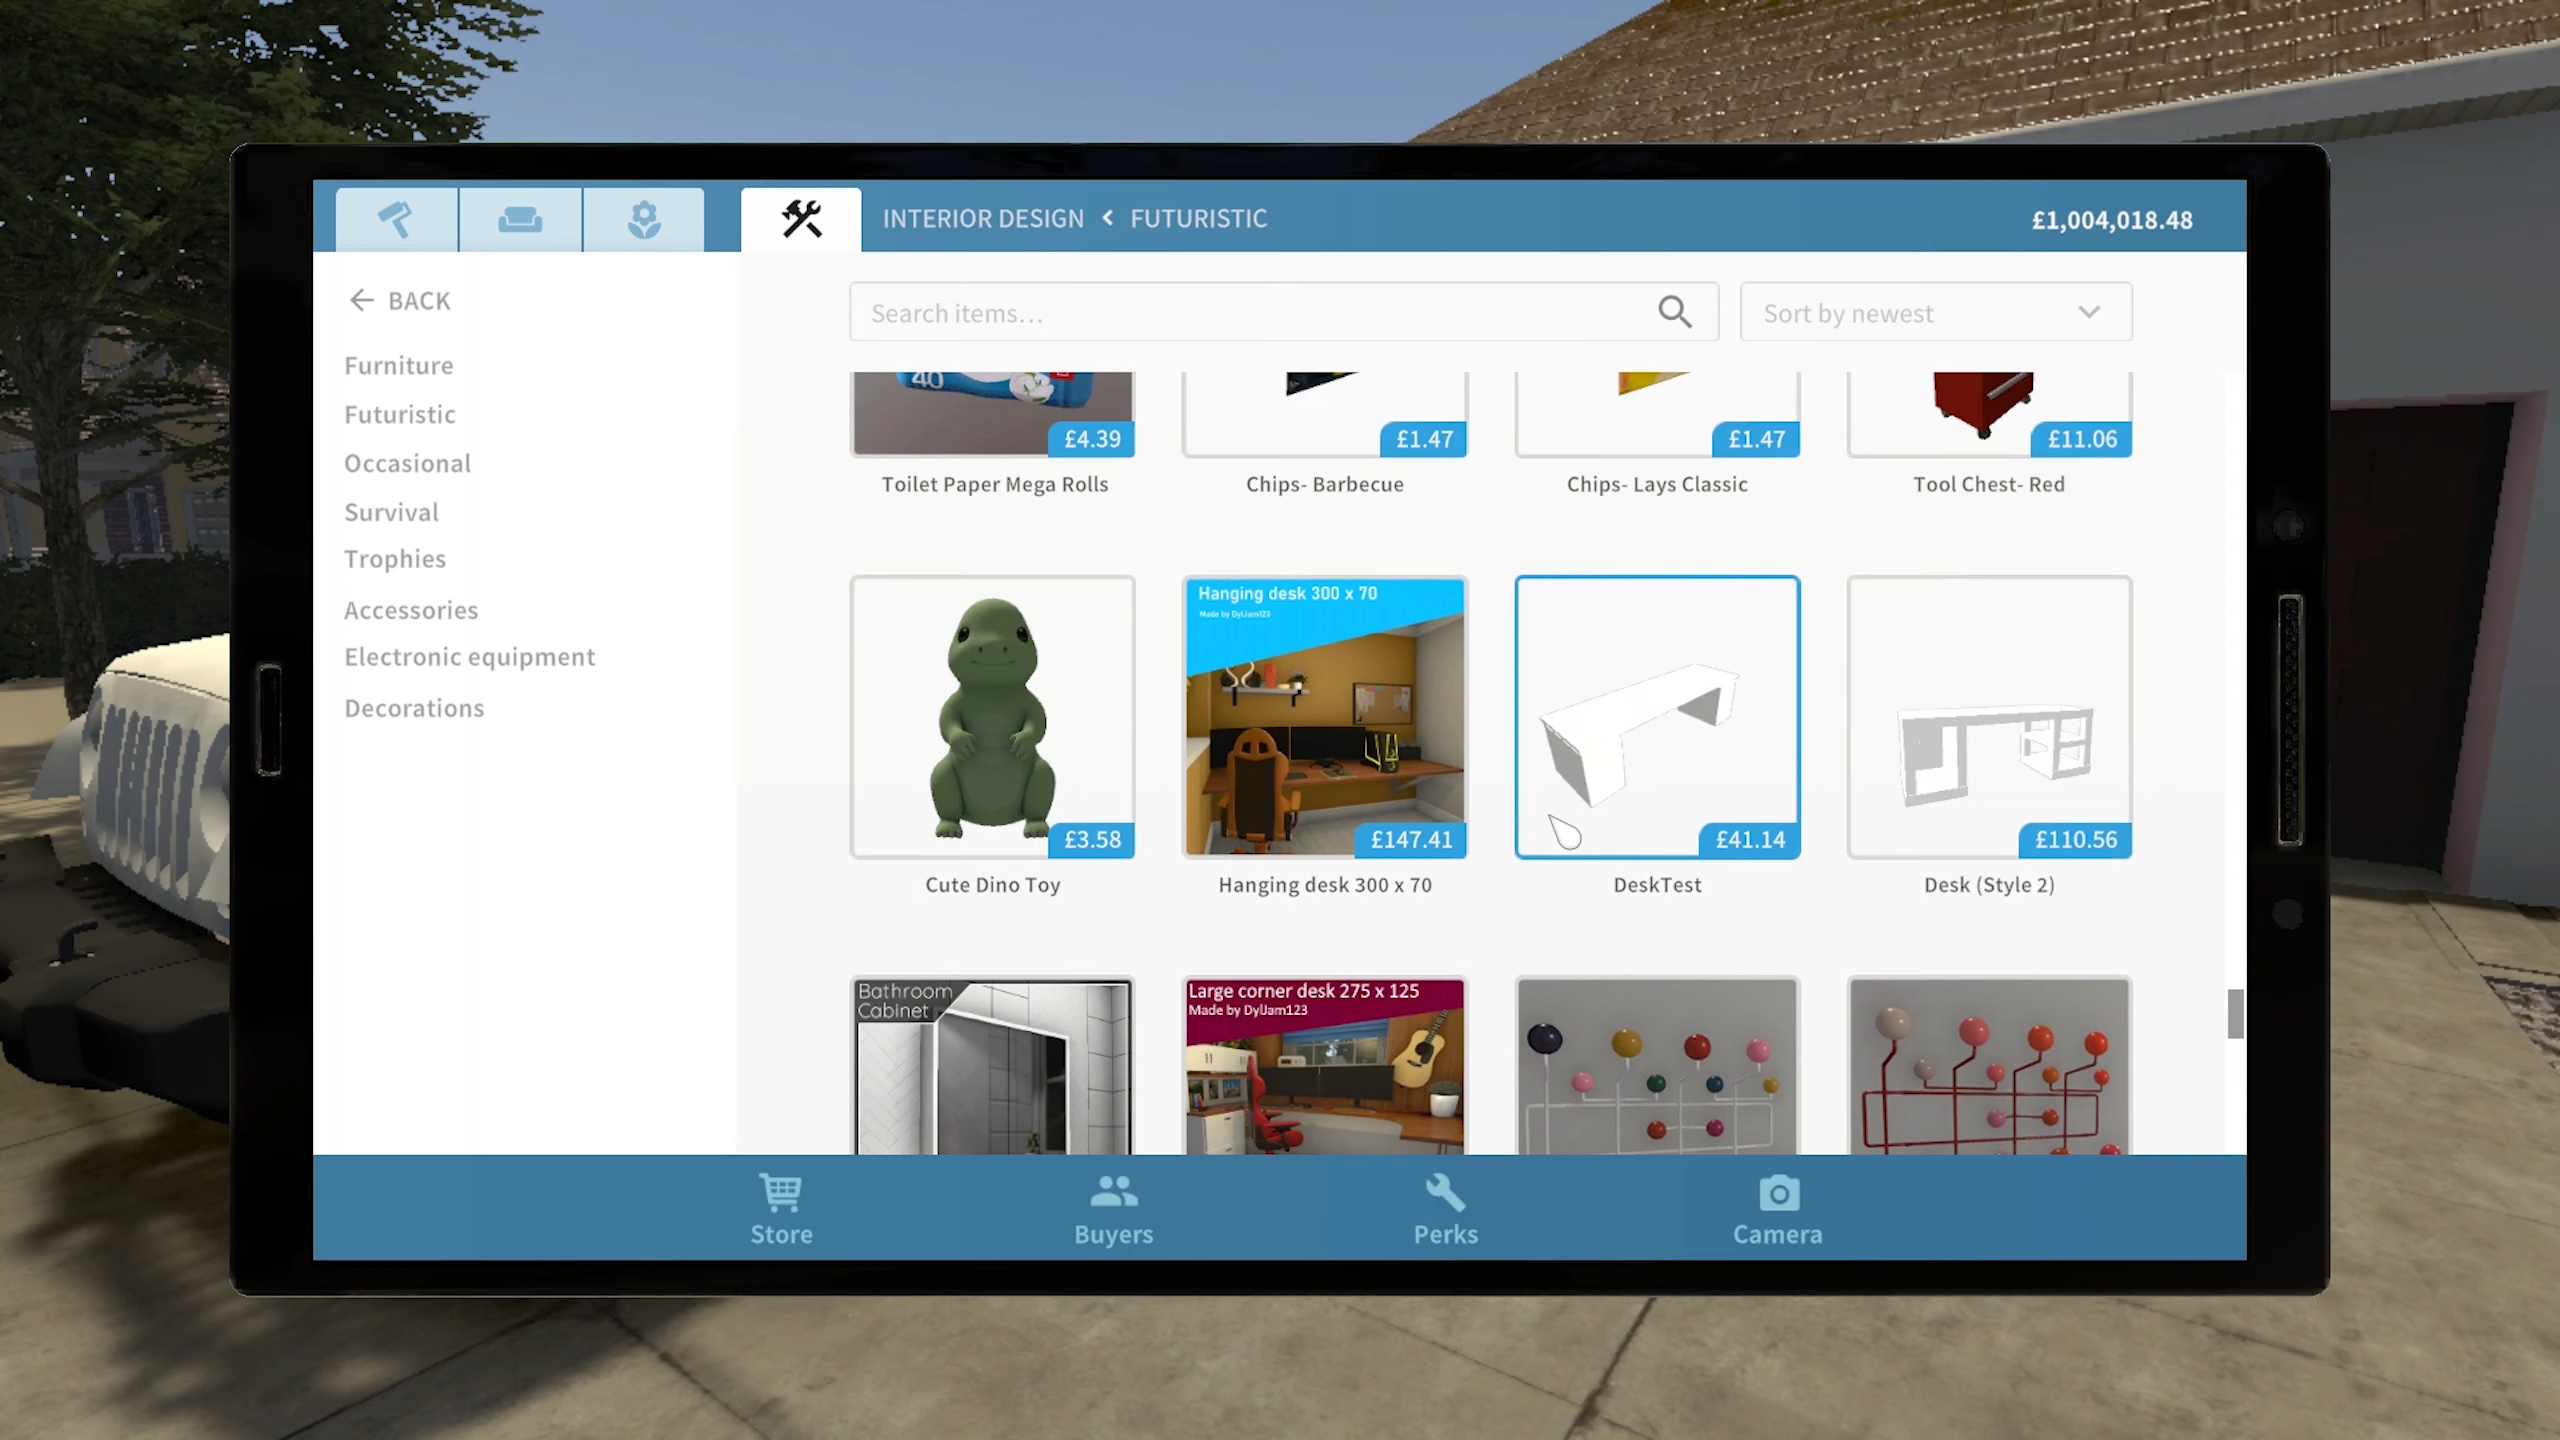 INTERIOR DESIGN < FUTURISTIC
£1,004,018.48
BACK
Furniture
Futuristic
Occasional
Survival
Trophies
Accessories
Electronic equipment
Decorations
Search items...
Sort by newest
40
£4.39
£1.47
£1.47
£11.06
Toilet Paper Mega Rolls
Chips- Barbecue
Chips- Lays Classic
Tool Chest- Red
Hanging desk 300 x 70
Made by DylJam123
£3.58
£147.41
£41.14
£110.56
Cute Dino Toy
Hanging desk 300 x 70
DeskTest
Desk (Style 2)
Bathroom
Cabinet
Large corner desk 275 x 125
Made by DylJam123
Store
Buyers
Perks
Camera